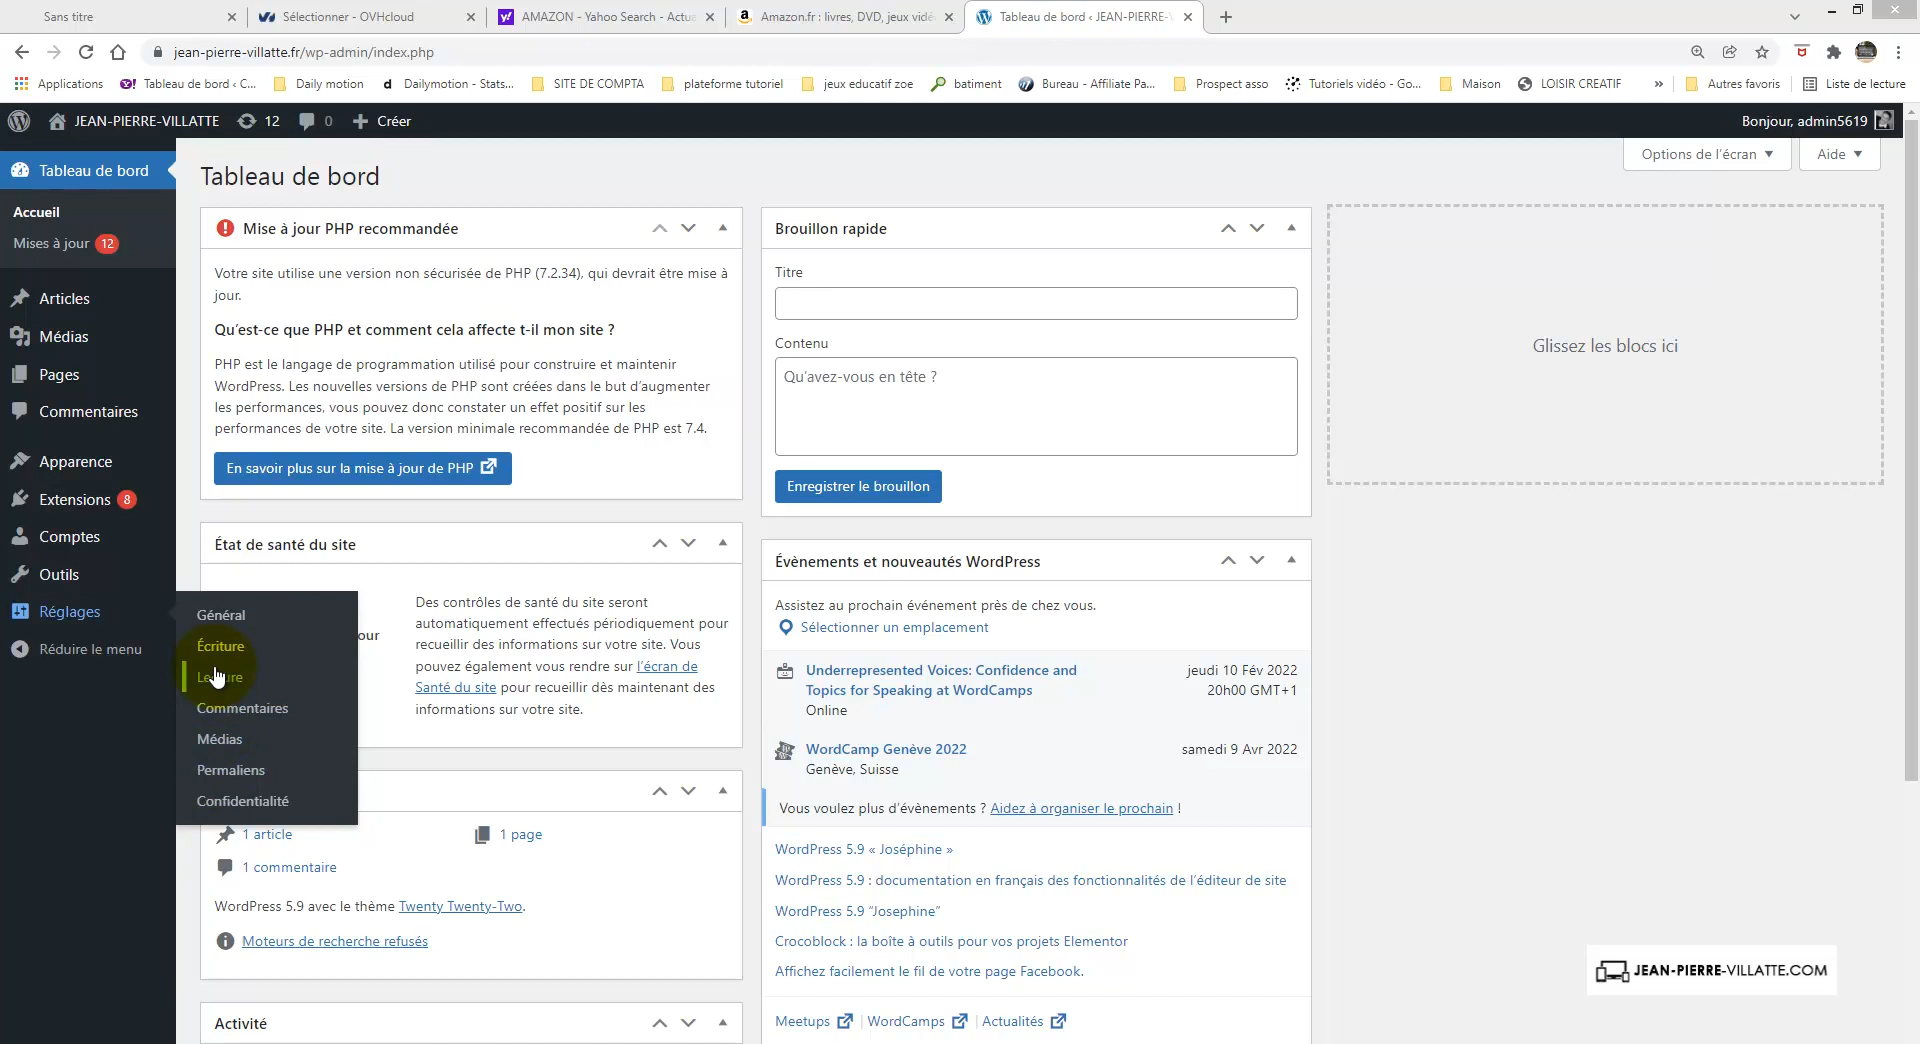 Sans titre
Sélectionner - OVHcloud
AMAZON - Yahoo Search - Actue
Amazon.fr : livres, DVD, jeux vidé
Tableau de bord ‹ JEAN-PIERRE-V
jean-pierre-villatte.fr/wp-admin/index.php
Applications
Tableau de bord ‹ C...
Daily motion
Dailymotion - Stats...
SITE DE COMPTA
plateforme tutoriel
jeux educatif zoe
batiment
Bureau - Affiliate Pa...
Prospect asso
Tutoriels vidéo - Go...
Maison
LOISIR CREATIF
»
Autres favoris
Liste de lecture
JEAN-PIERRE-VILLATTE
12
0
Créer
Bonjour, admin5619
Tableau de bord
Accueil
Mises à jour 12
Articles
Médias
Pages
Commentaires
Apparence
Extensions 8
Comptes
Outils
Réglages
Réduire le menu
Général
Écriture
Commentaires
Médias
Permaliens
Confidentialité
Options de l’écran
Aide
Tableau de bord
Mise à jour PHP recommandée
Votre site utilise une version non sécurisée de PHP (7.2.34), qui devrait être mise à
jour.
Qu’est-ce que PHP et comment cela affecte t-il mon site ?
PHP est le langage de programmation utilisé pour construire et maintenir
WordPress. Les nouvelles versions de PHP sont créées dans le but d’augmenter
les performances, vous pouvez donc constater un effet positif sur les
performances de votre site. La version minimale recommandée de PHP est 7.4.
En savoir plus sur la mise à jour de PHP
État de santé du site
our
Des contrôles de santé du site seront
automatiquement effectués périodiquement pour
recueillir des informations sur votre site. Vous
pouvez également vous rendre sur l’écran de
Santé du site pour recueillir dès maintenant des
informations sur votre site.
1 article
1 page
1 commentaire
WordPress 5.9 avec le thème Twenty Twenty-Two.
Moteurs de recherche refusés
Activité
Brouillon rapide
Titre
Contenu
Qu’avez-vous en tête ?
Enregistrer le brouillon
Évènements et nouveautés WordPress
Assistez au prochain événement près de chez vous.
Sélectionner un emplacement
Underrepresented Voices: Confidence and
Topics for Speaking at WordCamps
Online
jeudi 10 Fév 2022
20h00 GMT+1
WordCamp Genève 2022
Genève, Suisse
samedi 9 Avr 2022
Vous voulez plus d’évènements ? Aidez à organiser le prochain !
WordPress 5.9 « Joséphine »
WordPress 5.9 : documentation en français des fonctionnalités de l’éditeur de site
WordPress 5.9 “Josephine”
Crocoblock : la boîte à outils pour vos projets Elementor
Affichez facilement le fil de votre page Facebook.
Meetups | WordCamps | Actualités
Glissez les blocs ici
JEAN-PIERRE-VILLATTE.COM